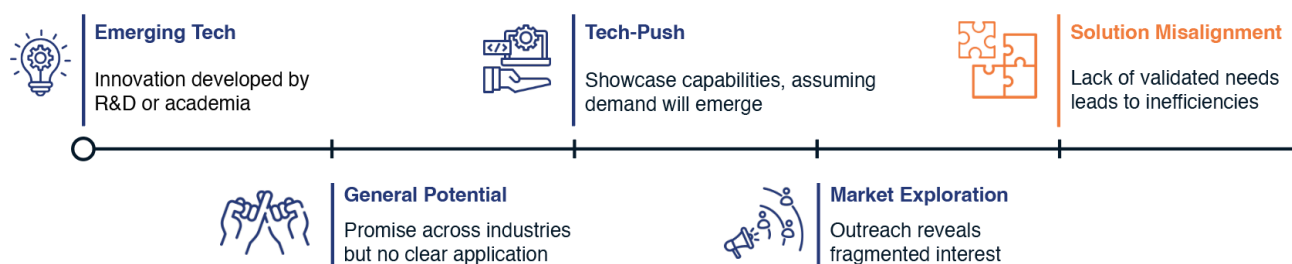 Emerging Tech
Innovation developed by
R&D or academia
General Potential
Promise across industries
but no clear application
Tech-Push
</>
Showcase capabilities, assuming
demand will emerge
Market Exploration
Outreach reveals
fragmented interest
Solution Misalignment
Lack of validated needs
leads to inefficiencies